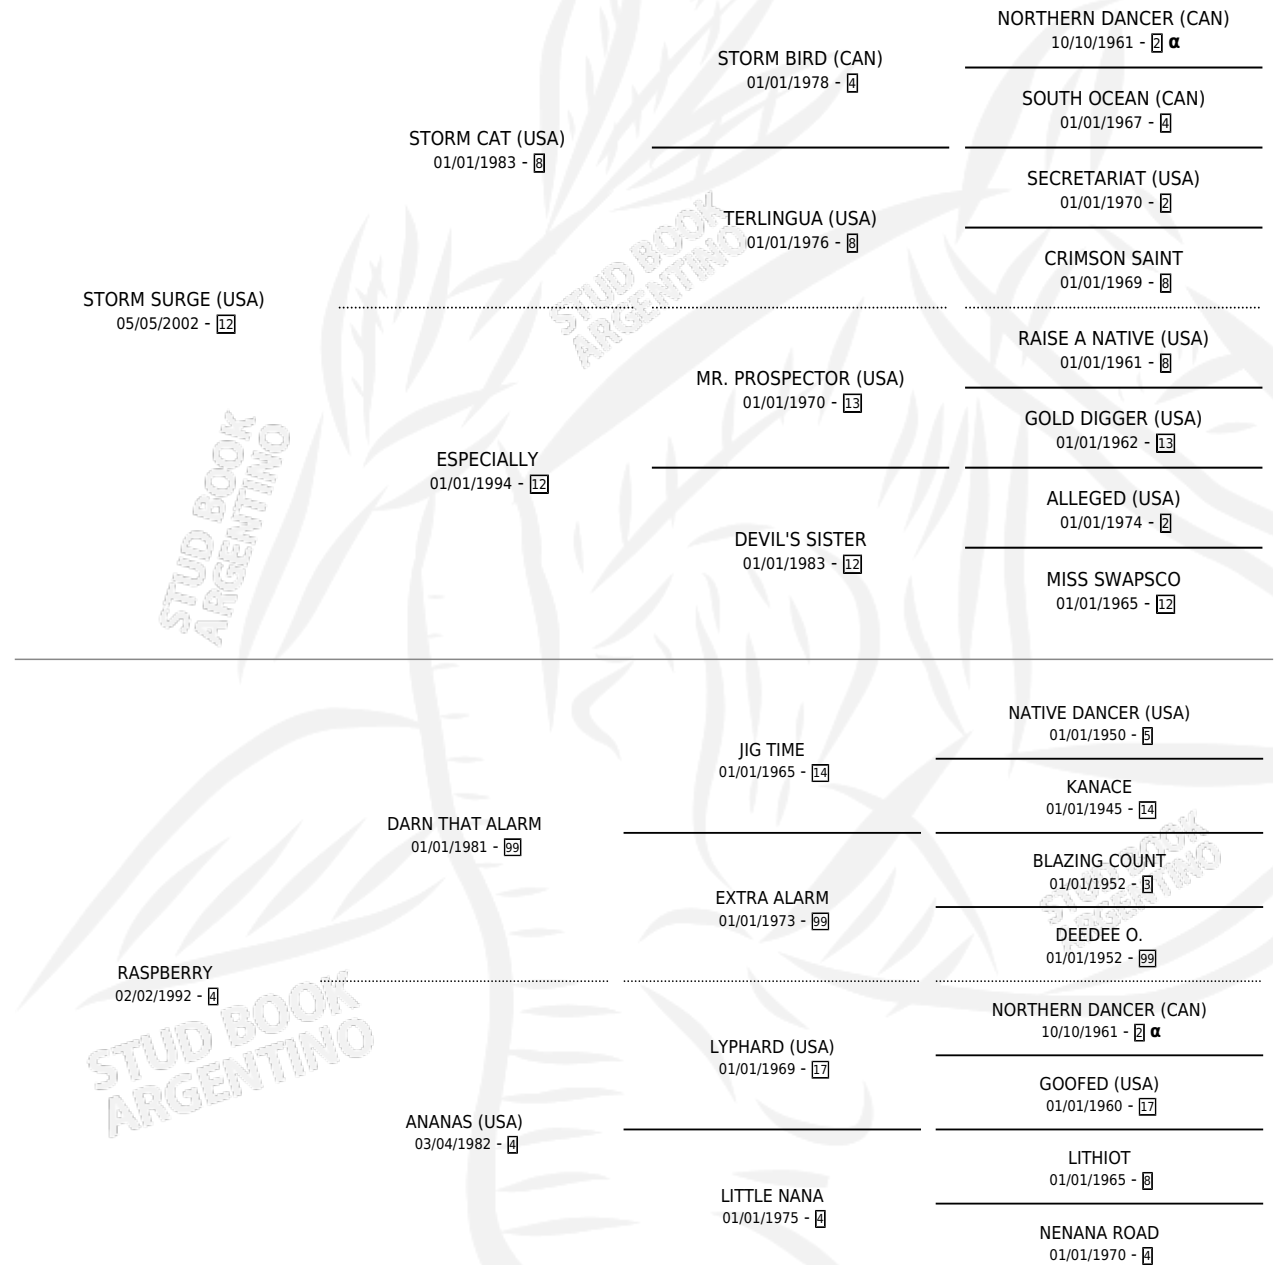 NORTHERN DANCER (CAN)
10/10/1961 - 2 α
STORM BIRD (CAN)
01/01/1978 - 4
SOUTH OCEAN (CAN)
01/01/1967 - 4
STORM CAT (USA)
01/01/1983 - 8
SECRETARIAT (USA)
01/01/1970 - 2
TERLINGUA (USA)
01/01/1976 - 8
CRIMSON SAINT
01/01/1969 - 8
STORM SURGE (USA)
05/05/2002 - 12
RAISE A NATIVE (USA)
01/01/1961 - 8
MR. PROSPECTOR (USA)
01/01/1970 - 13
GOLD DIGGER (USA)
01/01/1962 - 13
ESPECIALLY
01/01/1994 - 12
ALLEGED (USA)
01/01/1974 - 2
DEVIL'S SISTER
01/01/1983 - 12
MISS SWAPSCO
01/01/1965 - 12
NATIVE DANCER (USA)
01/01/1950 - 5
JIG TIME
01/01/1965 - 14
KANACE
01/01/1945 - 14
DARN THAT ALARM
01/01/1981 - 99
BLAZING COUNT
01/01/1952 - 3
EXTRA ALARM
01/01/1973 - 99
DEEDEE O.
01/01/1952 - 99
RASPBERRY
02/02/1992 - 4
NORTHERN DANCER (CAN)
10/10/1961 - 2 α
LYPHARD (USA)
01/01/1969 - 17
GOOFED (USA)
01/01/1960 - 17
ANANAS (USA)
03/04/1982 - 4
LITHIOT
01/01/1965 - 8
LITTLE NANA
01/01/1975 - 4
NENANA ROAD
01/01/1970 - 4
STUD BOOK
ARGENTINO
STUD BOOK
ARGENTINO
STUD BOOK
ARGENTINO
STUD BOOK
ARGENTINO